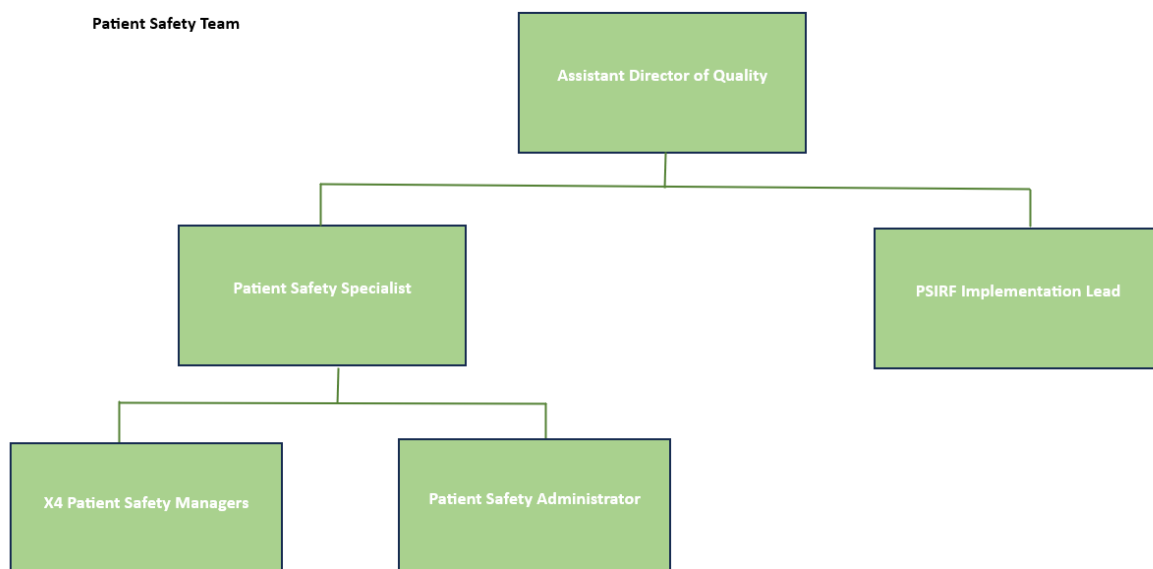 Patient Safety Team
Assistant Director of Quality
Patient Safety Specialist
PSIRF Implementation Lead
X4 Patient Safety Managers
Patient Safety Administrator